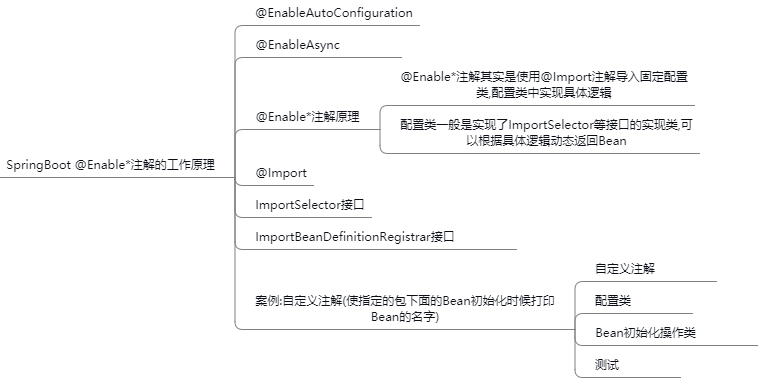 @EnableAutoConfiguration
@EnableAsync
@Enable*注解原理
@Enable*注解其实是使用@Import注解导入固定配置
类,配置类中实现具体逻辑
配置类一般是实现了ImportSelector等接口的实现类,可
以根据具体逻辑动态返回Bean
SpringBoot @Enable*注解的工作原理
@Import
ImportSelector接口
ImportBeanDefinitionRegistrar接口
案例:自定义注解(使指定的包下面的Bean初始化时候打印
Bean的名字)
自定义注解
配置类
Bean初始化操作类
测试